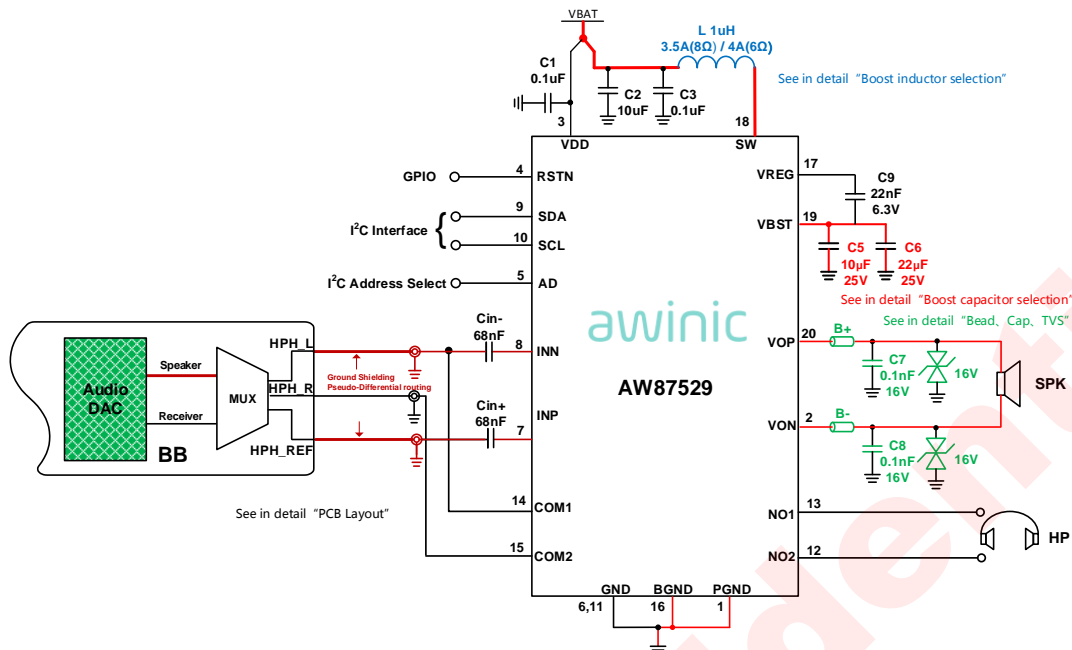 VBAT
L 1uH
3.5A(8Ω) / 4A(6Ω)
See in detail “Boost inductor selection”
C1
0.1uF
C2
10uF
C3
0.1uF
3
18
VDD
SW
GPIO
4
RSTN
I²C Interface
9
SDA
10
SCL
I²C Address Select
5
AD
17
VREG
C9
22nF
6.3V
19
VBST
C5
10μF
25V
C6
22μF
25V
See in detail “Boost capacitor selection”
See in detail “Bead、Cap、TVS”
awinic
AW87529
Cin-
68nF
8
INN
Cin+
68nF
7
INP
HPH_L
HPH_R
HPH_REF
Ground Shielding
Pseudo-Differential routing
Audio
DAC
Speaker
Receiver
MUX
BB
See in detail “PCB Layout”
14
COM1
15
COM2
20
VOP
B+
C7
0.1nF
16V
16V
SPK
2
VON
B-
C8
0.1nF
16V
16V
13
NO1
12
NO2
HP
GND
BGND
PGND
6,11
16
1